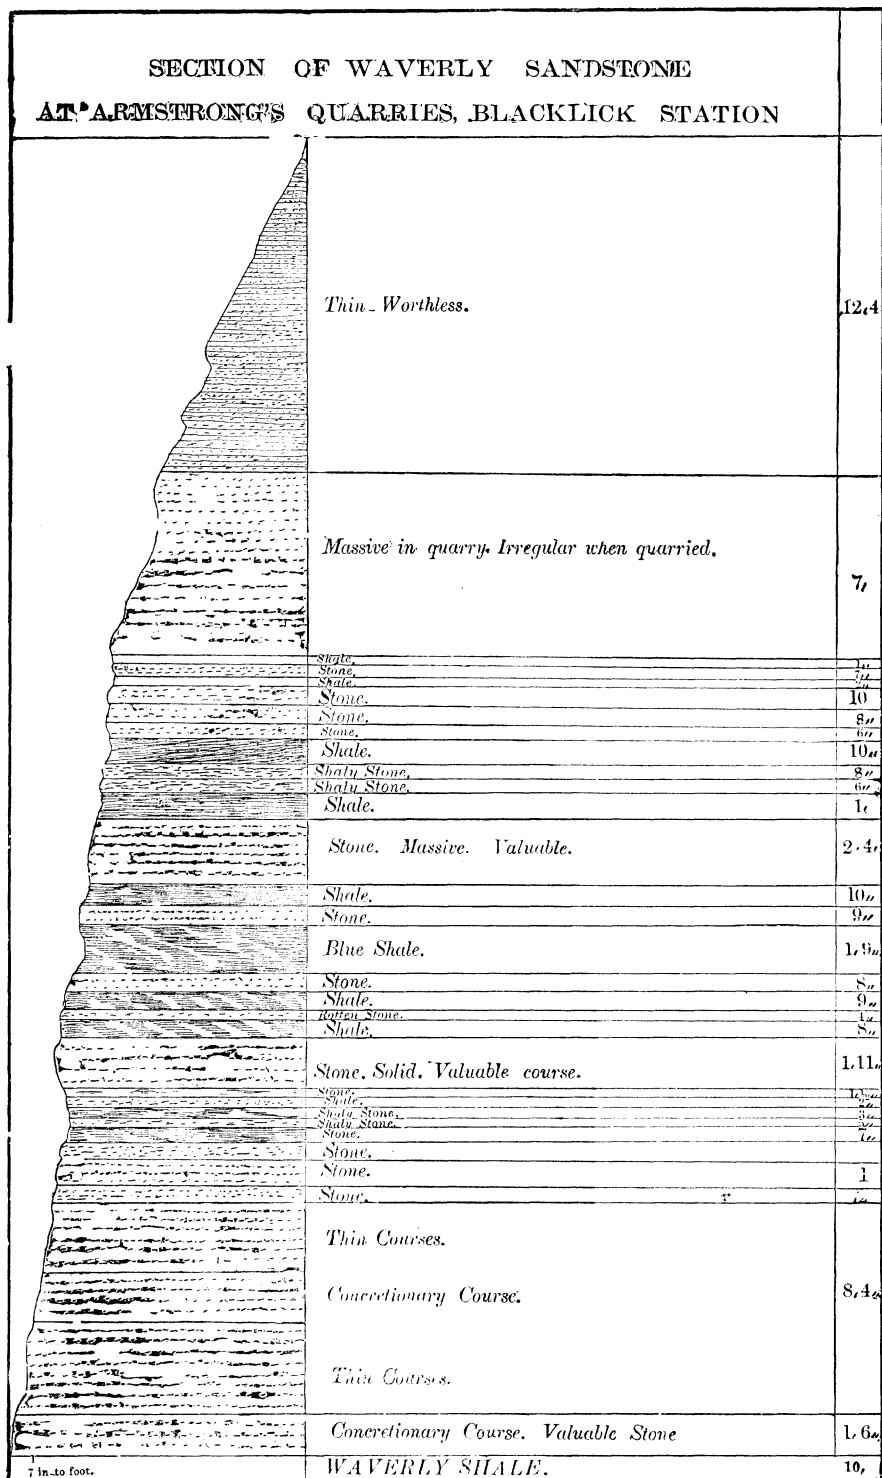 SECTION OF WAVERLY SANDSTONE
AT ARMSTRONG'S QUARRIES, BLACKLICK STATION
Thin - Worthless. 12,4
Massive in quarry. Irregular when quarried. 7,
Shale.
Stone.
Shale.
Stone. 10
Stone. 8,,
Stone. 6,,
Shale. 10,,
Shaly Stone. 8,,
Shaly Stone. 6,,
Shale. 1,
Stone. Massive. Valuable. 2.4,
Shale. 10,,
Stone. 9,,
Blue Shale. 1,9,,
Stone. 8,,
Shale. 9,,
Rotten Stone.
Shale. 8,,
Stone. Solid. Valuable course. 1,11,,
Stone.
Shale.
Shaly Stone.
Shaly Stone.
Stone.
Stone.
Stone. 1
Stone.
Thin Courses.
Concretionary Course. 8,4,,
Thin Courses.
Concretionary Course. Valuable Stone 1,6,,
7 in-to foot. WAVERLY SHALE. 10,